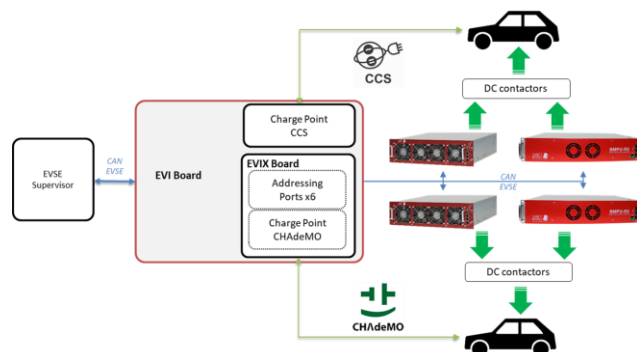 CCS
DC contactors
Charge Point
CCS
EVI Board
EVIX Board
Addressing
Ports x6
Charge Point
CHAdeMO
EVSE
Supervisor
CAN
EVSE
CAN
EVSE
DC contactors
CHAdeMO